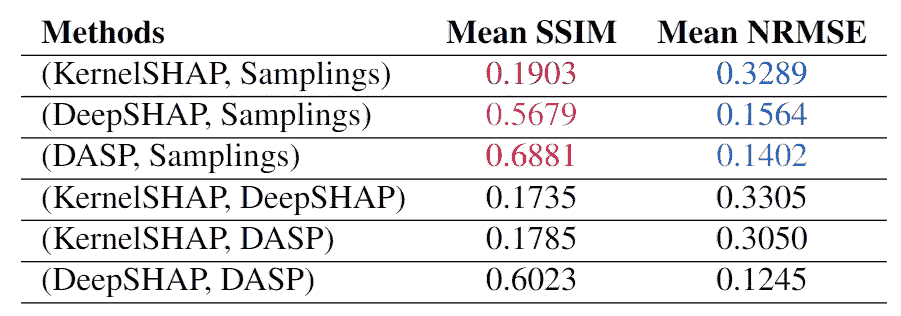 Methods Mean SSIM Mean NRMSE
(KernelSHAP, Samplings) 0.1903 0.3289
(DeepSHAP, Samplings) 0.5679 0.1564
(DASP, Samplings) 0.6881 0.1402
(KernelSHAP, DeepSHAP) 0.1735 0.3305
(KernelSHAP, DASP) 0.1785 0.3050
(DeepSHAP, DASP) 0.6023 0.1245